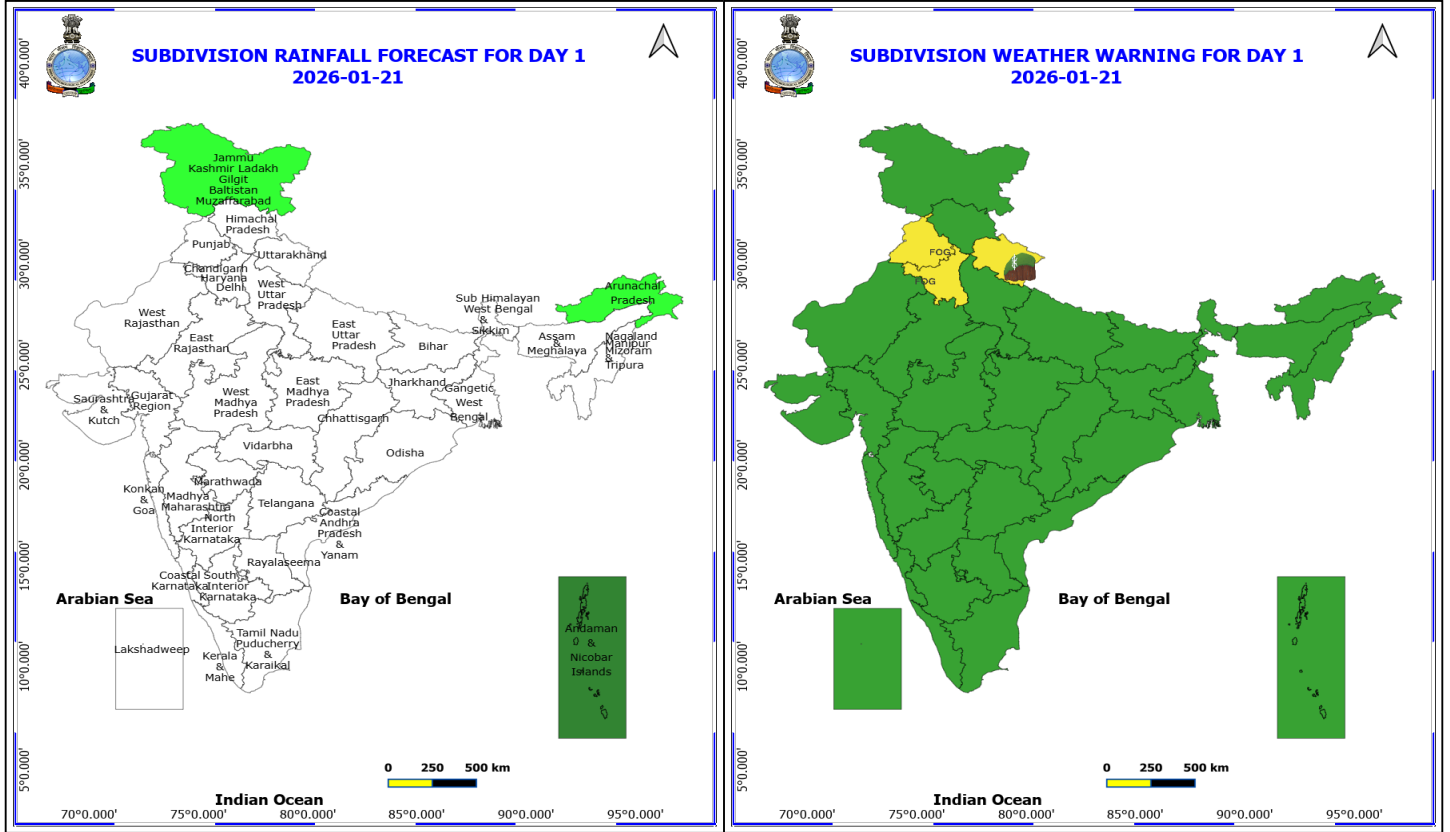 SUBDIVISION RAINFALL FORECAST FOR DAY 1
2026-01-21
40°0.000'
35°0.000'
30°0.000'
25°0.000'
20°0.000'
15°0.000'
10°0.000'
5°0.000'
Jammu
Kashmir Ladakh
Gilgit
Baltistan
Muzaffarabad
Himachal
Pradesh
Punjab
Uttarakhand
Chandigarh
Haryana
Delhi
West
Uttar
Pradesh
Arunachal
Pradesh
Sub Himalayan
West Bengal
&
Sikkim
West
Rajasthan
East
Rajasthan
East
Uttar
Pradesh
Bihar
Assam
&
Meghalaya
Nagaland
Manipur
Mizoram
&
Tripura
Saurashtra
&
Kutch
Gujarat
Region
West
Madhya
Pradesh
East
Madhya
Pradesh
Jharkhand
Gangetic
West
Bengal
Chhattisgarh
Vidarbha
Odisha
Konkan
&
Goa
Madhya
Maharashtra
Marathwada
Telangana
North
Interior
Karnataka
Coastal
Andhra
Pradesh
&
Yanam
Rayalaseema
Coastal
Karnataka
South
Interior
Karnataka
Arabian Sea
Bay of Bengal
Lakshadweep
Kerala
&
Mahe
Tamil Nadu
Puducherry
&
Karaikal
Andaman
&
Nicobar
Islands
0 250 500 km
Indian Ocean
70°0.000' 75°0.000' 80°0.000' 85°0.000' 90°0.000' 95°0.000'
SUBDIVISION WEATHER WARNING FOR DAY 1
2026-01-21
40°0.000'
35°0.000'
30°0.000'
25°0.000'
20°0.000'
15°0.000'
10°0.000'
5°0.000'
FOG
FOG
Arabian Sea
Bay of Bengal
0 250 500 km
Indian Ocean
70°0.000' 75°0.000' 80°0.000' 85°0.000' 90°0.000' 95°0.000'